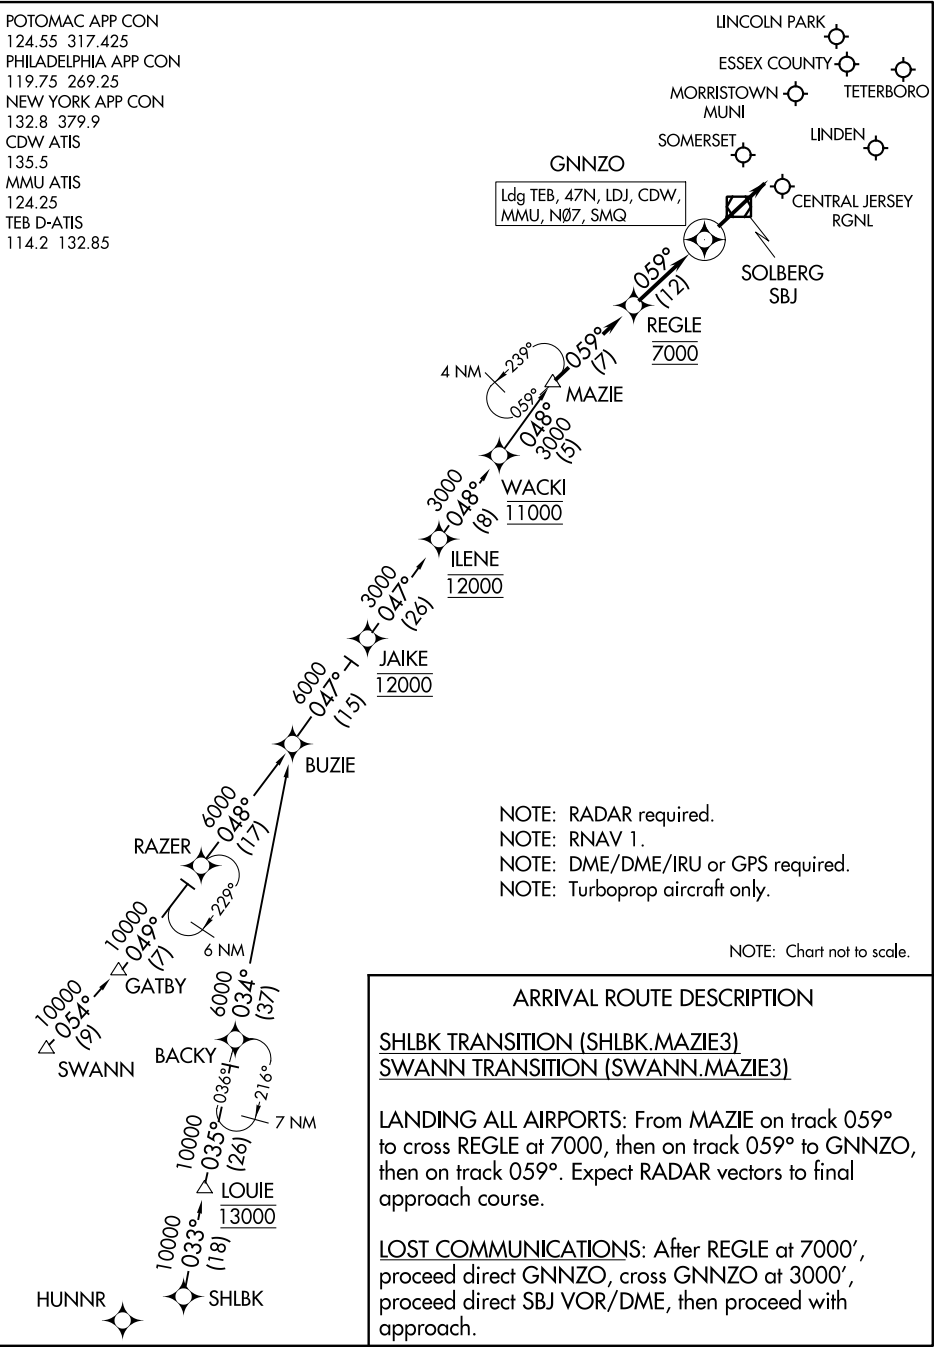 POTOMAC APP CON
124.55 317.425
PHILADELPHIA APP CON
119.75 269.25
NEW YORK APP CON
132.8 379.9
CDW ATIS
135.5
MMU ATIS
124.25
TEB D-ATIS
114.2 132.85
LINCOLN PARK
ESSEX COUNTY
TETERBORO
MORRISTOWN
MUNI
SOMERSET
LINDEN
CENTRAL JERSEY
RGNL
GNNZO
Ldg TEB, 47N, LDJ, CDW,
MMU, NØ7, SMQ
SOLBERG
SBJ
059°
(12)
REGLE
7000
059°
(7)
4 NM
239°
059°
MAZIE
048°
3000
(5)
WACKI
11000
3000
048°
(8)
ILENE
12000
3000
047°
(26)
JAIKE
12000
6000
047°
(15)
BUZIE
6000
048°
(17)
RAZER
229°
6 NM
10000
049°
(7)
GATBY
10000
054°
(9)
SWANN
6000
034°
(37)
BACKY
036°
216°
7 NM
10000
035°
(26)
LOUIE
13000
10000
033°
(18)
HUNNR
SHLBK
NOTE: RADAR required.
NOTE: RNAV 1.
NOTE: DME/DME/IRU or GPS required.
NOTE: Turboprop aircraft only.
NOTE: Chart not to scale.
ARRIVAL ROUTE DESCRIPTION
SHLBK TRANSITION (SHLBK.MAZIE3)
SWANN TRANSITION (SWANN.MAZIE3)
LANDING ALL AIRPORTS: From MAZIE on track 059°
to cross REGLE at 7000, then on track 059° to GNNZO,
then on track 059°. Expect RADAR vectors to final
approach course.
LOST COMMUNICATIONS: After REGLE at 7000′,
proceed direct GNNZO, cross GNNZO at 3000′,
proceed direct SBJ VOR/DME, then proceed with
approach.